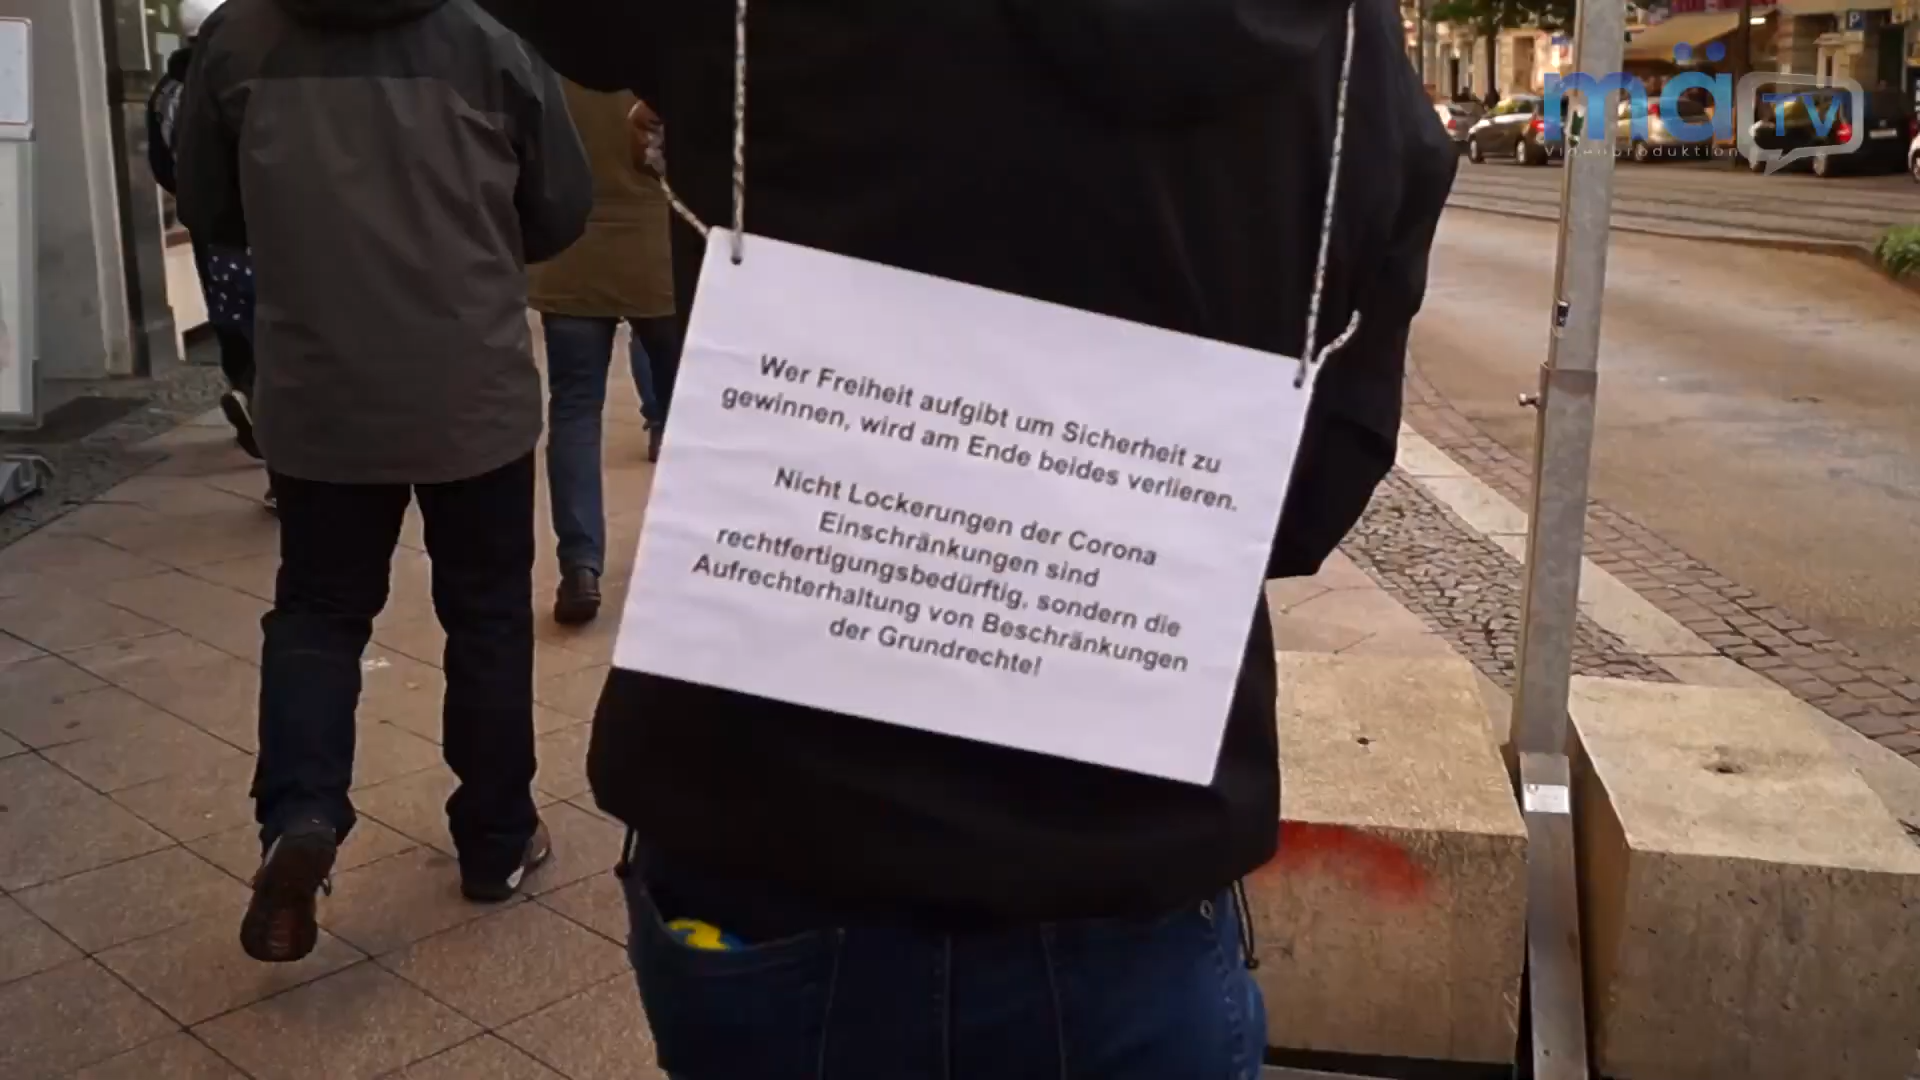 mä TV
Videoproduktion
Wer Freiheit aufgibt um Sicherheit zu
gewinnen, wird am Ende beides verlieren.
Nicht Lockerungen der Corona
Einschränkungen sind
rechtfertigungsbedürftig, sondern die
Aufrechterhaltung von Beschränkungen
der Grundrechte!